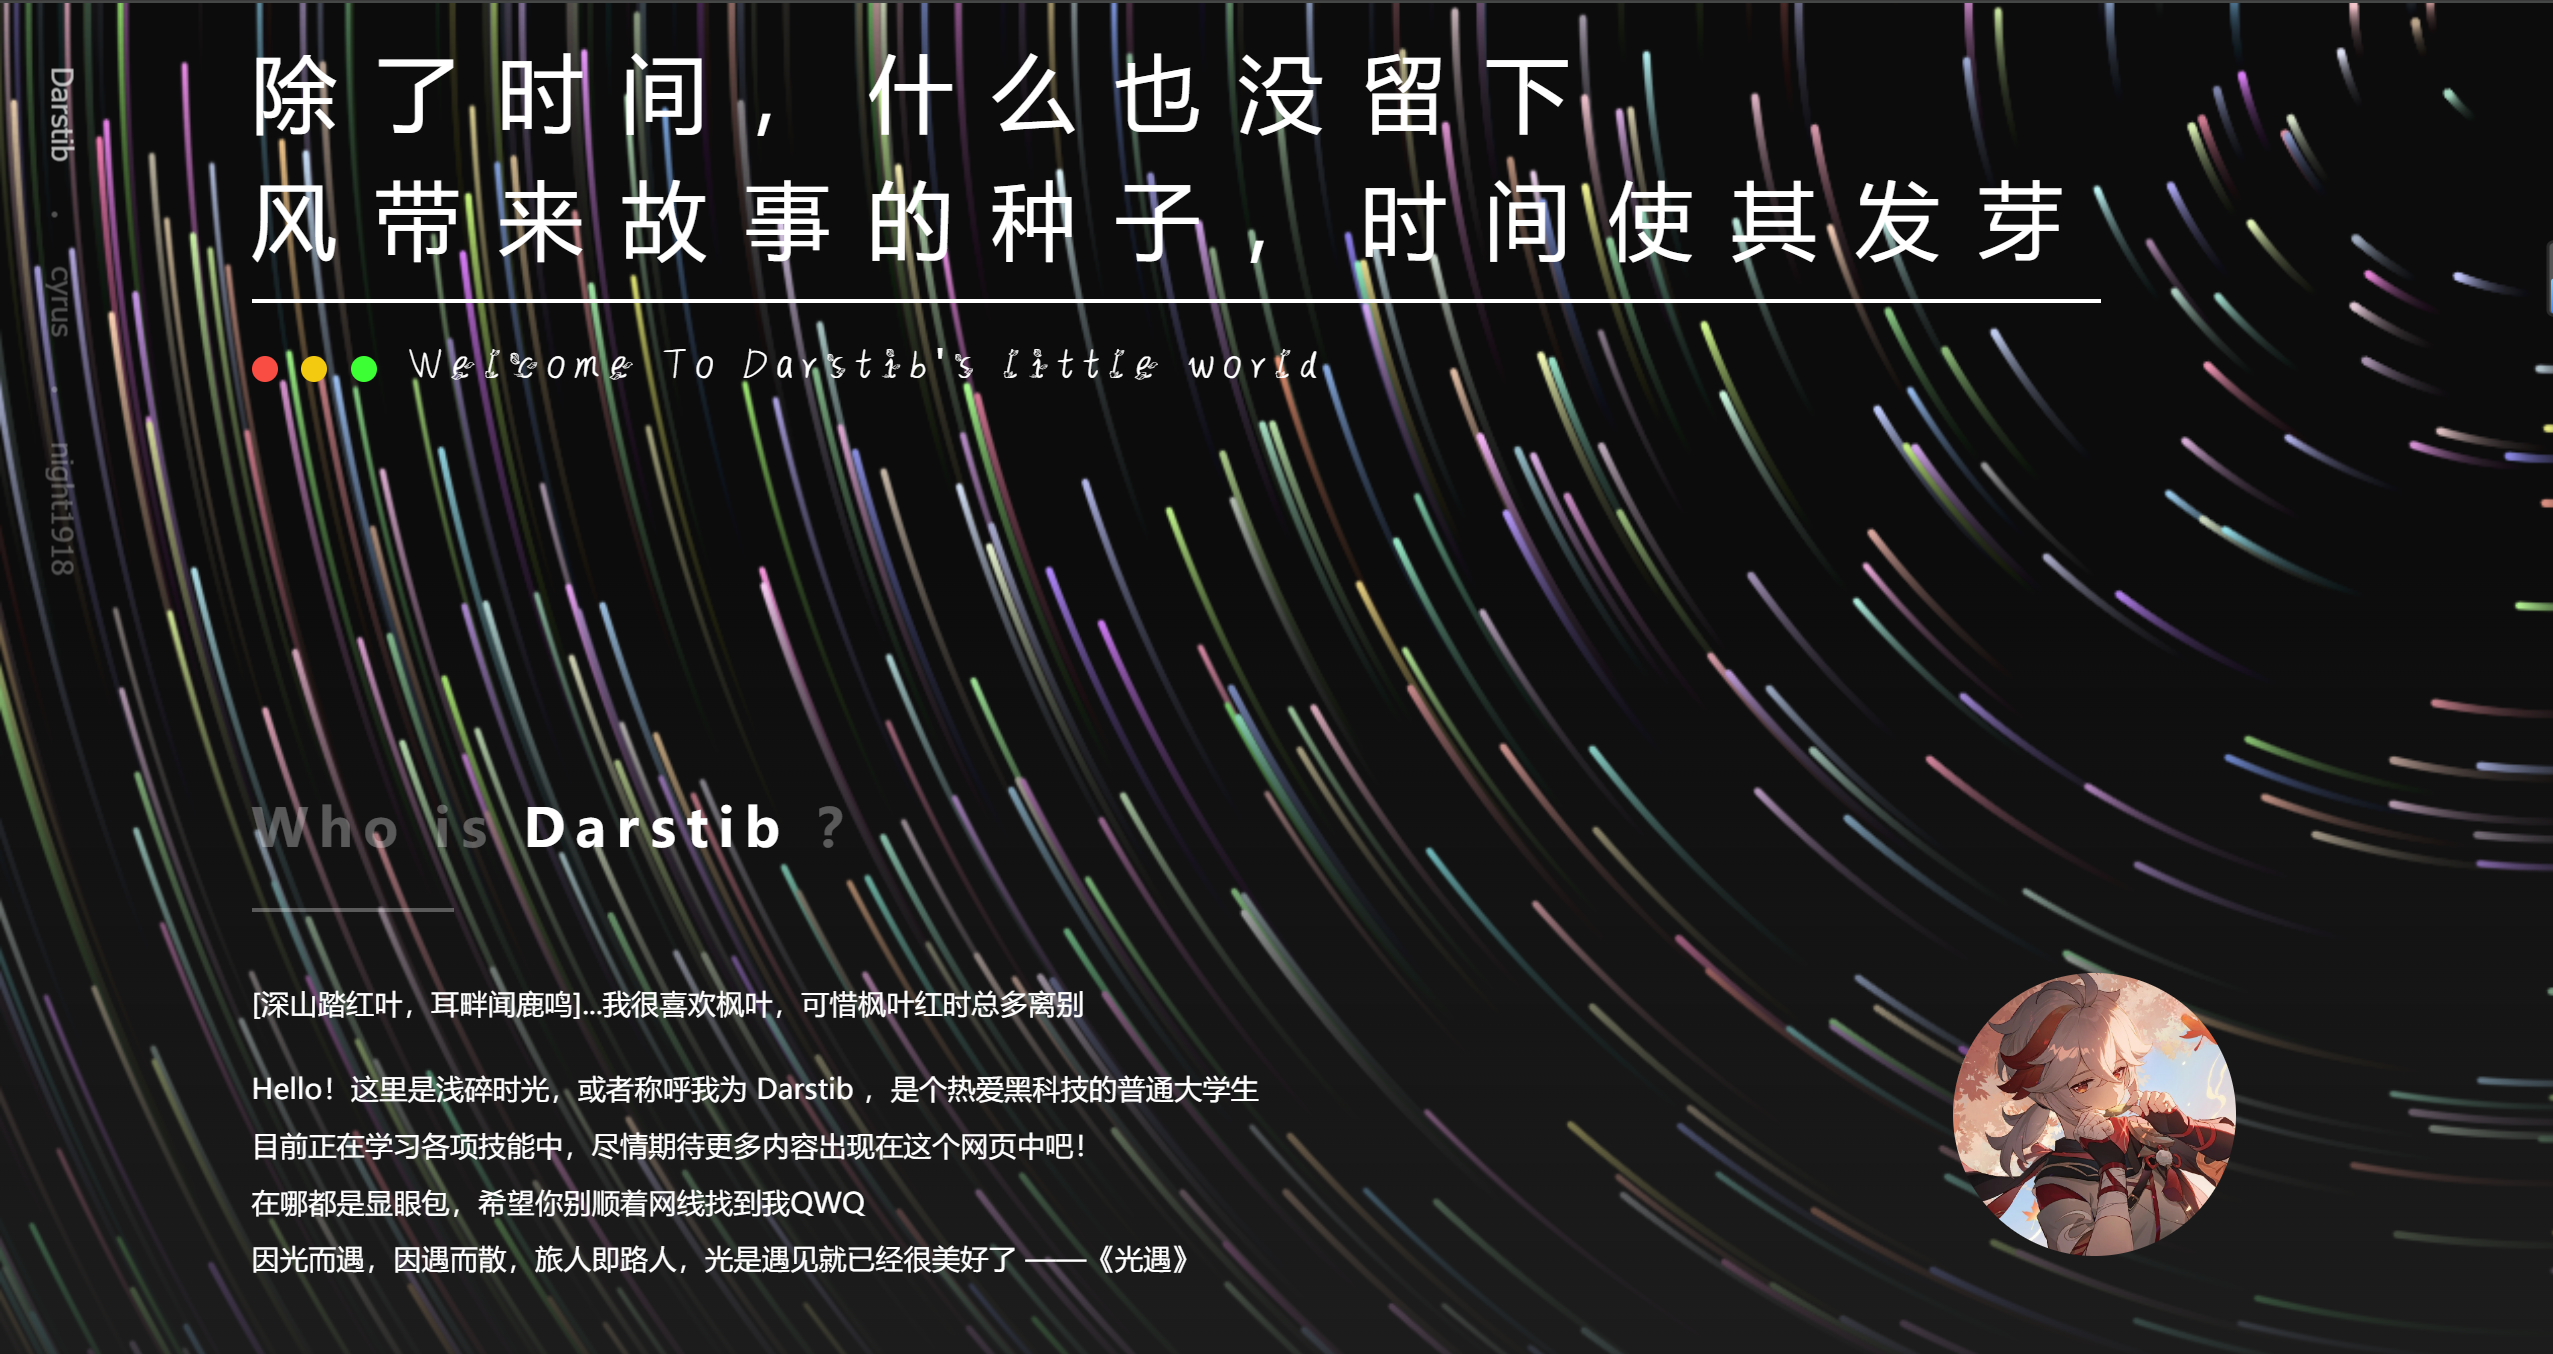 除了时间，什么也没留下
风带来故事的种子，时间使其发芽
Welcome To Darstib's little world
Darstib · cyrus · night1918
Who is Darstib ?
[深山踏红叶，耳畔闻鹿鸣]...我很喜欢枫叶，可惜枫叶红时总多离别
Hello！这里是浅碎时光，或者称呼我为 Darstib ，是个热爱黑科技的普通大学生
目前正在学习各项技能中，尽情期待更多内容出现在这个网页中吧！
在哪都是显眼包，希望你别顺着网线找到我QWQ
因光而遇，因遇而散，旅人即路人，光是遇见就已经很美好了 ——《光遇》